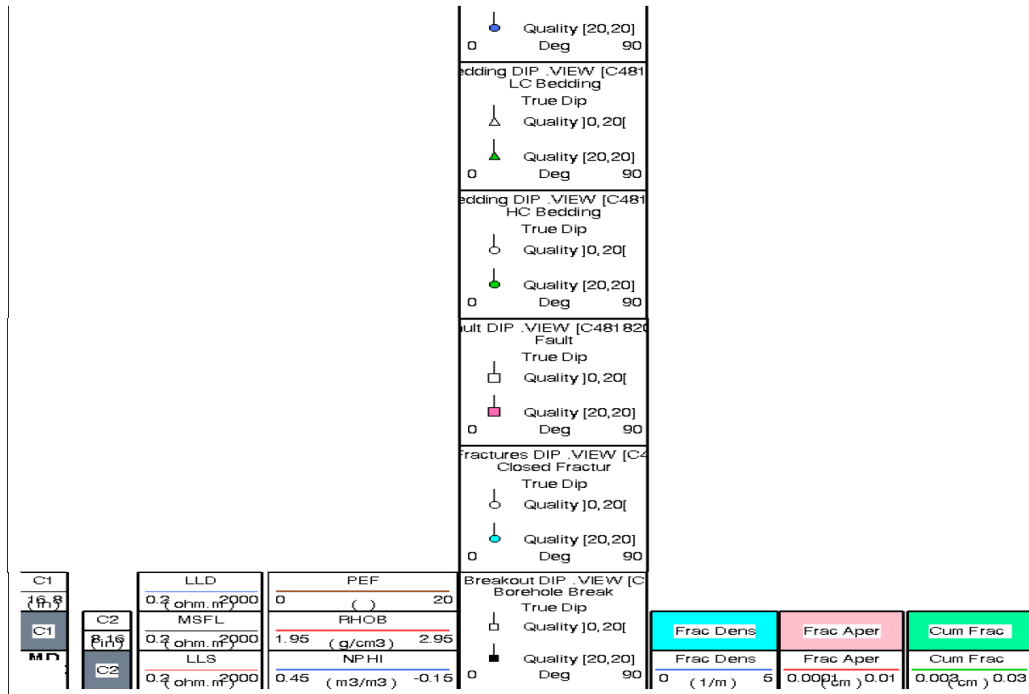 Quality [20,20]
0 Deg 90
edding DIP .VIEW [C481
LC Bedding
True Dip
Quality ]0,20[
Quality [20,20]
0 Deg 90
edding DIP .VIEW [C481
HC Bedding
True Dip
Quality ]0,20[
Quality [20,20]
0 Deg 90
ult DIP .VIEW [C481820
Fault
True Dip
Quality ]0,20[
Quality [20,20]
0 Deg 90
Fractures DIP .VIEW [C4
Closed Fractur
True Dip
Quality ]0,20[
Quality [20,20]
0 Deg 90
C1 LLD PEF Breakout DIP .VIEW [C
(in) 0.2 (ohm.m) 2000 0 ( ) 20 Borehole Break
True Dip
C1 C2 MSFL RHOB Quality ]0,20[ Frac Dens Frac Aper Cum Frac
(in) 0.2 (ohm.m) 2000 1.95 (g/cm3) 2.95
MD C2 LLS NPHI Quality [20,20] Frac Dens Frac Aper Cum Frac
0.2 (ohm.m) 2000 0.45 (m3/m3) -0.15 0 Deg 90 0 (1/m) 5 0.0001 (cm) 0.01 0.003 (cm) 0.03